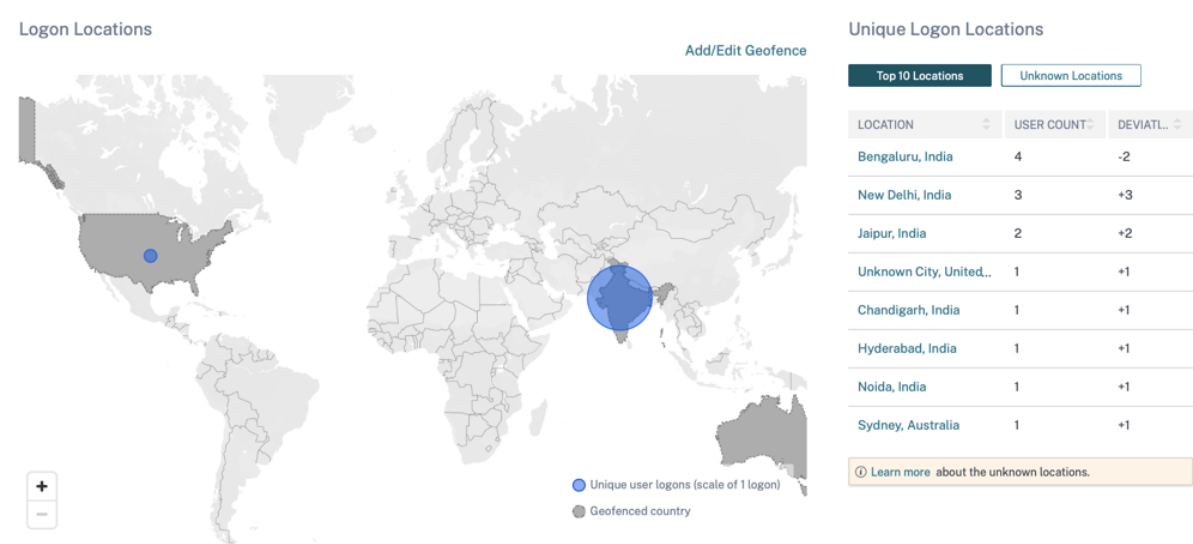 Logon Locations
Add/Edit Geofence
Unique user logons (scale of 1 logon)
Geofenced country
+
−
Unique Logon Locations
Top 10 Locations Unknown Locations
LOCATION USER COUNT DEVIATI...
Bengaluru, India 4 -2
New Delhi, India 3 +3
Jaipur, India 2 +2
Unknown City, United... 1 +1
Chandigarh, India 1 +1
Hyderabad, India 1 +1
Noida, India 1 +1
Sydney, Australia 1 +1
Learn more about the unknown locations.